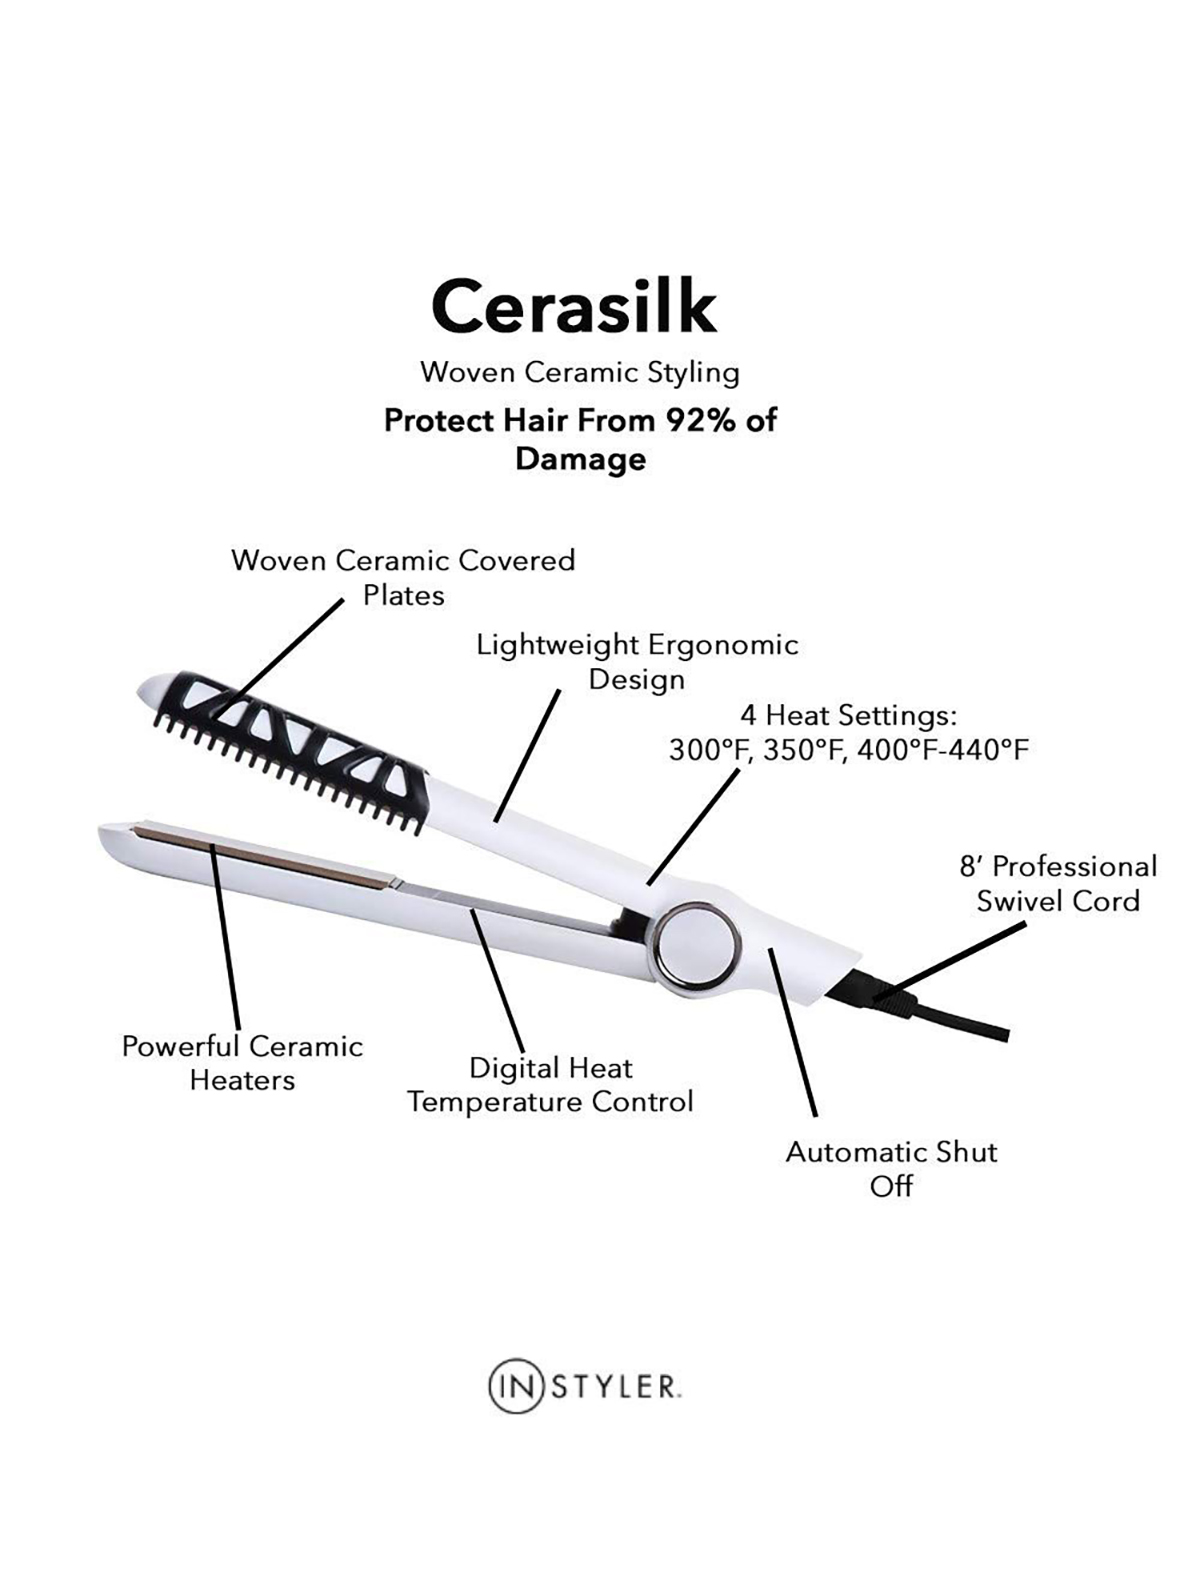 Cerasilk
Woven Ceramic Styling
Protect Hair From 92% of
Damage
Woven Ceramic Covered
Plates
Lightweight Ergonomic
Design
4 Heat Settings:
300°F, 350°F, 400°F-440°F
8’ Professional
Swivel Cord
Powerful Ceramic
Heaters
Digital Heat
Temperature Control
Automatic Shut
Off
INSTYLER.